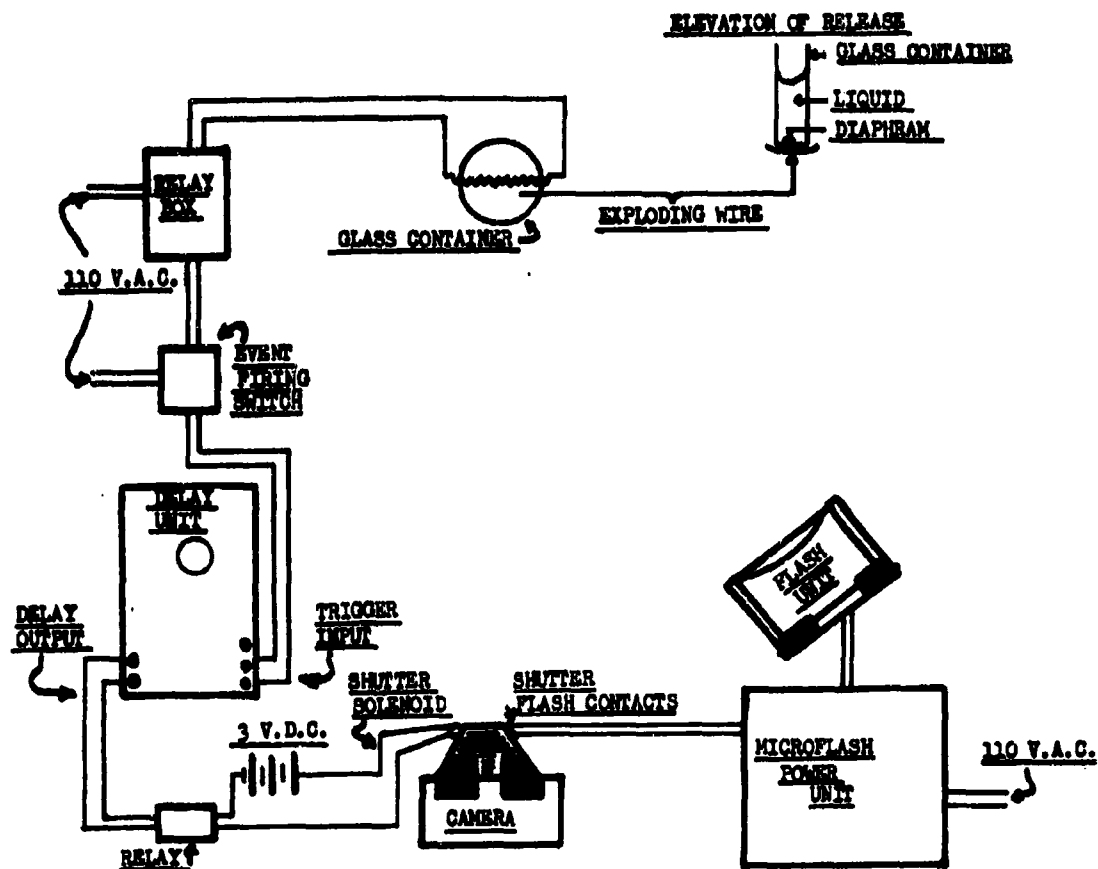 ELEVATION OF RELEASE
GLASS CONTAINER
LIQUID
DIAPHRAM
RELAY
BOX
EXPLODING WIRE
GLASS CONTAINER
110 V.A.C.
EVENT
FIRING
SWITCH
DELAY
UNIT
FLASH
UNIT
DELAY
OUTPUT
TRIGGER
INPUT
SHUTTER
SOLENOID
SHUTTER
FLASH CONTACTS
3 V.D.C.
MICROFLASH
POWER
UNIT
110 V.A.C.
CAMERA
RELAY